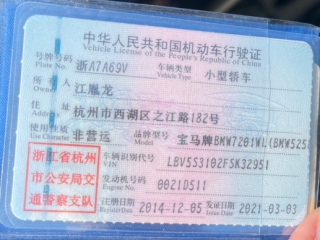 中华人民共和国机动车行驶证
Vehicle License of the People's Republic of China
号牌号码 Plate No. 浙A7A69V 车辆类型 Vehicle Type 小型轿车
所有人 Owner 江胤龙
住址 Address 杭州市西湖区之江路182号
使用性质 Use Character 非营运 品牌型号 Model 宝马牌BMW7201WL(BMW525
浙江省杭州
市公安局交
通警察支队
车辆识别代号 VIN LBV5S3102FSK32951
发动机号码 Engine No. 0021D511
注册日期 Register Date 2014-12-05 发证日期 Issue Date 2021-03-03